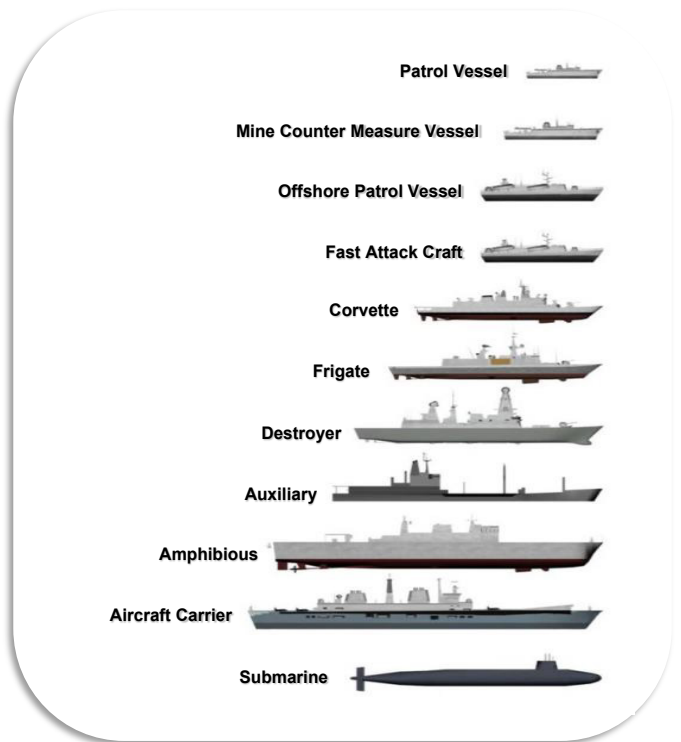 Patrol Vessel
Mine Counter Measure Vessel
Offshore Patrol Vessel
Fast Attack Craft
Corvette
Frigate
Destroyer
Auxiliary
Amphibious
Aircraft Carrier
Submarine